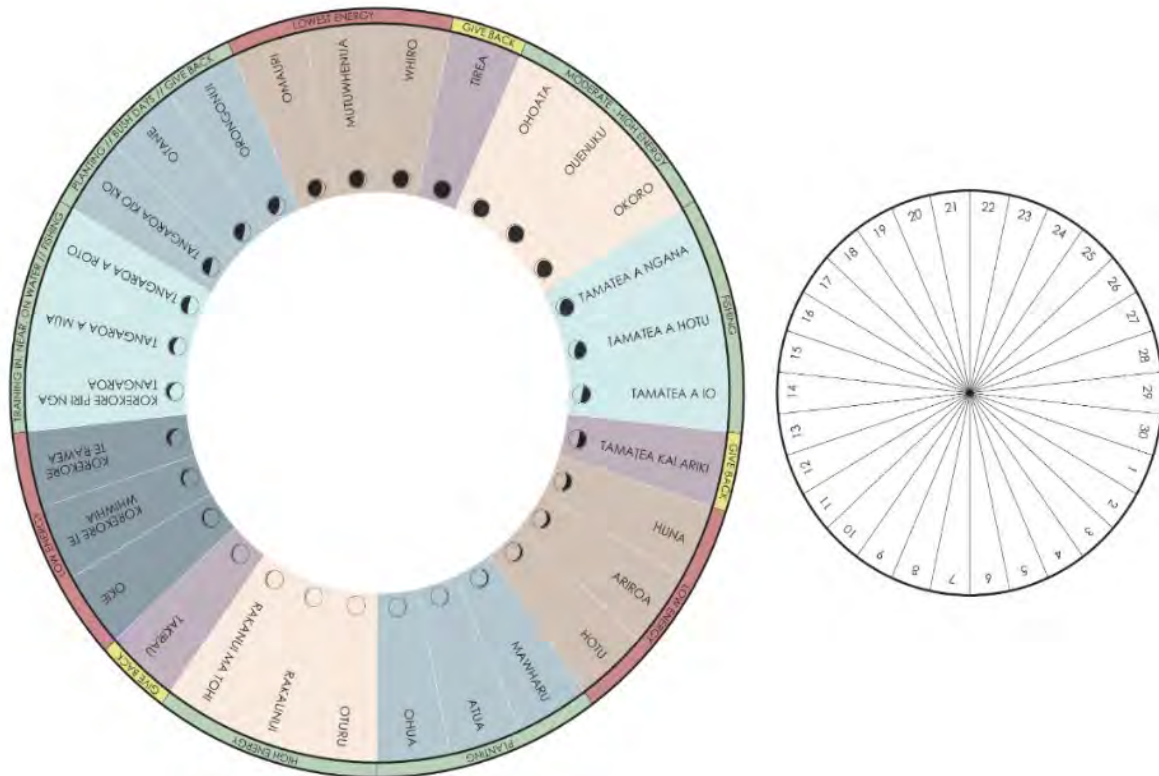 LOWEST ENERGY
GIVE BACK
MODERATE - HIGH ENERGY
FISHING
GIVE BACK
LOW ENERGY
PLANTING
HIGH ENERGY
GIVE BACK
LOW ENERGY
TRAINING IN, NEAR, ON WATER // FISHING
PLANTING // BUSH DAYS // GIVE BACK
OMAURI
MUTUWHENUA
WHIRO
TIREA
OHOATA
OUENUKU
OKORO
TAMATEA A NGANA
TAMATEA A HOTU
TAMATEA A IO
TAMATEA KAI ARIKI
HUNA
ARIROA
HOTU
MAWHARU
ATUA
OHUA
OTURU
RAKAUNUI
RAKANUI MA TOHI
TAKIRAU
OKIE
KOREKORE TE
WHIWHIA
KOREKORE
TE RAWEA
KOREKORE PIRI NGA
TANGAROA
TANGAROA A MUA
TANGAROA A ROTO
TANGAROA KIO KIO
OTANE
ORONGONUI
1
2
3
4
5
6
7
8
9
10
11
12
13
14
15
16
17
18
19
20
21
22
23
24
25
26
27
28
29
30